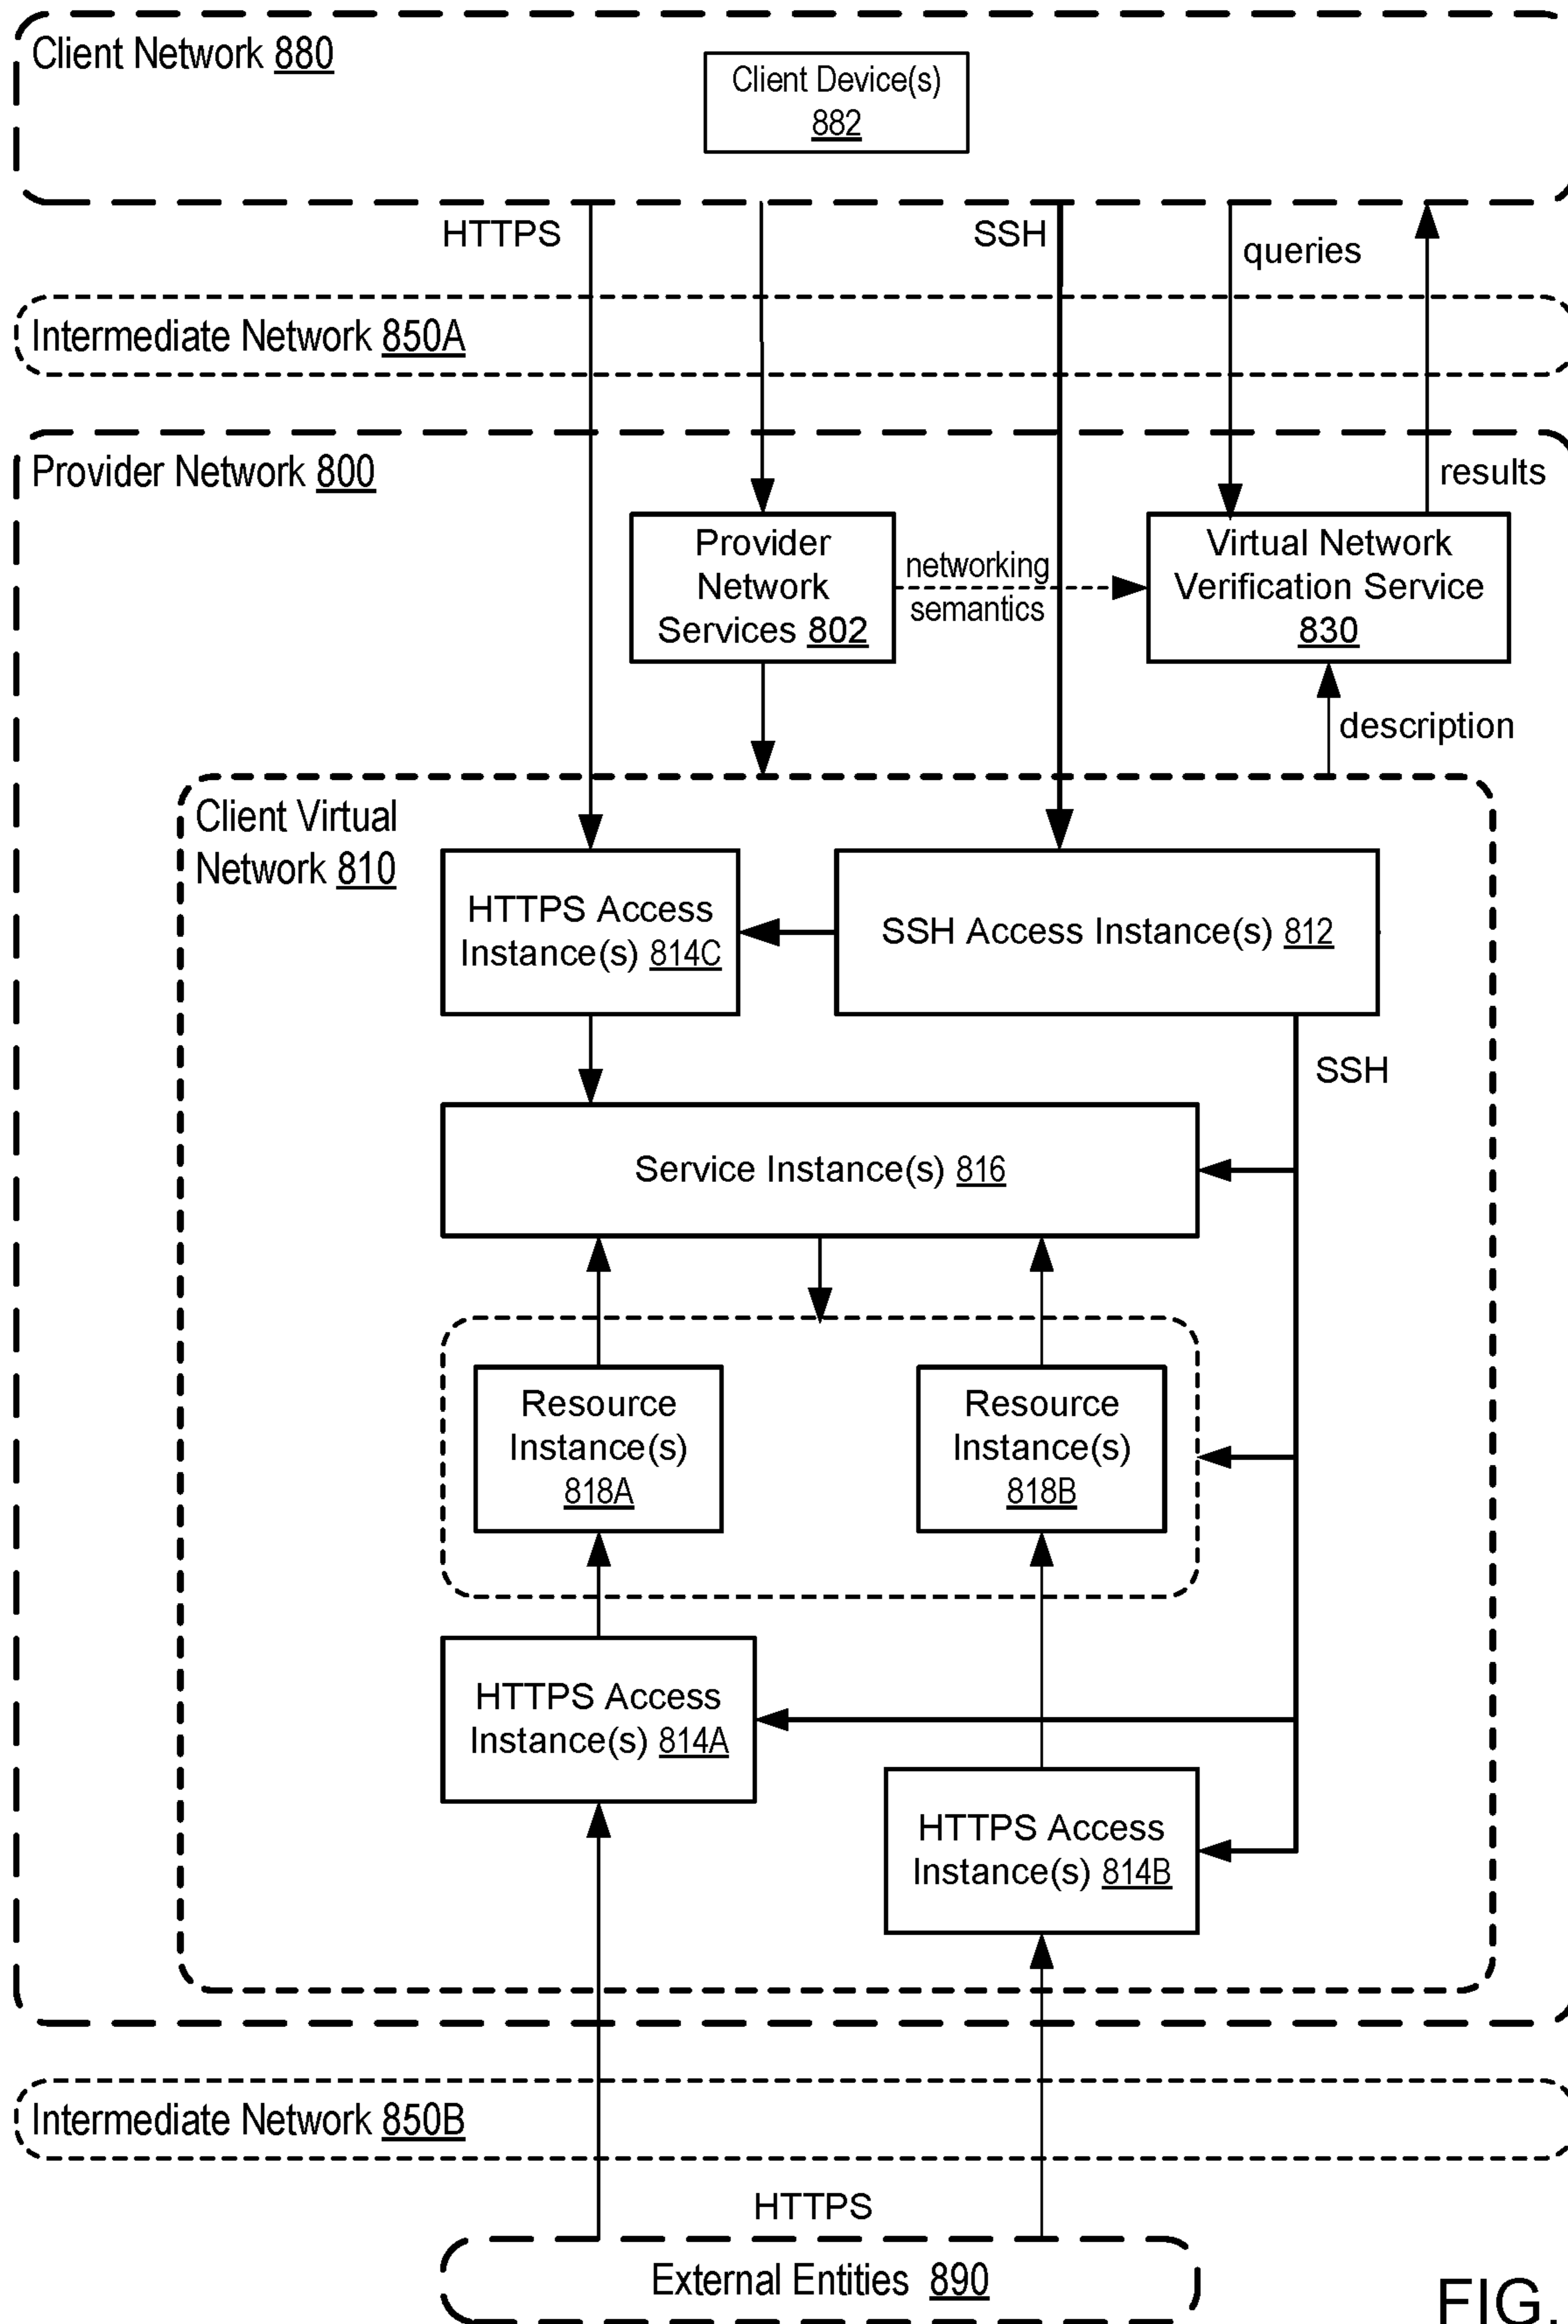 Client Network 880
Client Device(s)
882
HTTPS
SSH
queries
Intermediate Network 850A
Provider Network 800
results
Provider
Network
Services 802
networking
semantics
Virtual Network
Verification Service
830
description
Client Virtual
Network 810
HTTPS Access
Instance(s) 814C
SSH Access Instance(s) 812
SSH
Service Instance(s) 816
Resource
Instance(s)
818A
Resource
Instance(s)
818B
HTTPS Access
Instance(s) 814A
HTTPS Access
Instance(s) 814B
Intermediate Network 850B
HTTPS
External Entities 890
FIG.